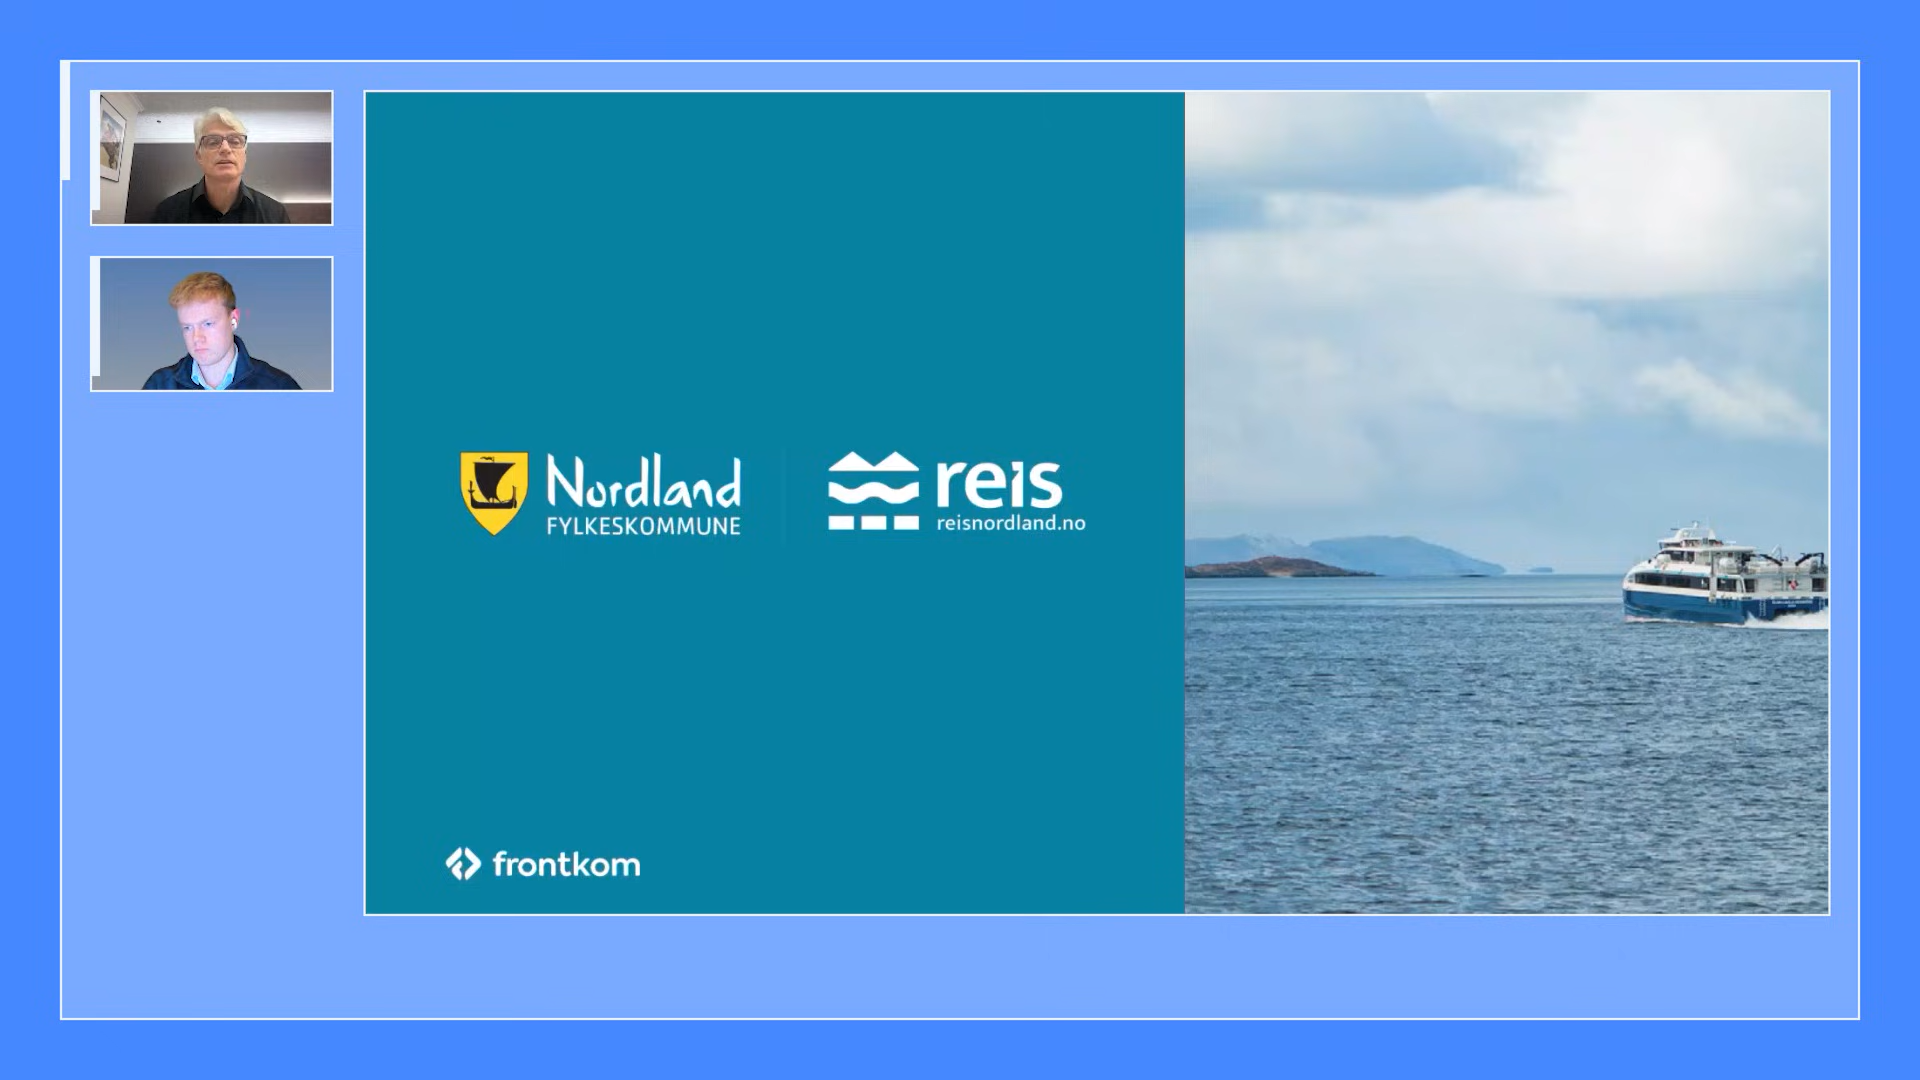 Nordland
FYLKESKOMMUNE
reis
reisnordland.no
frontkom